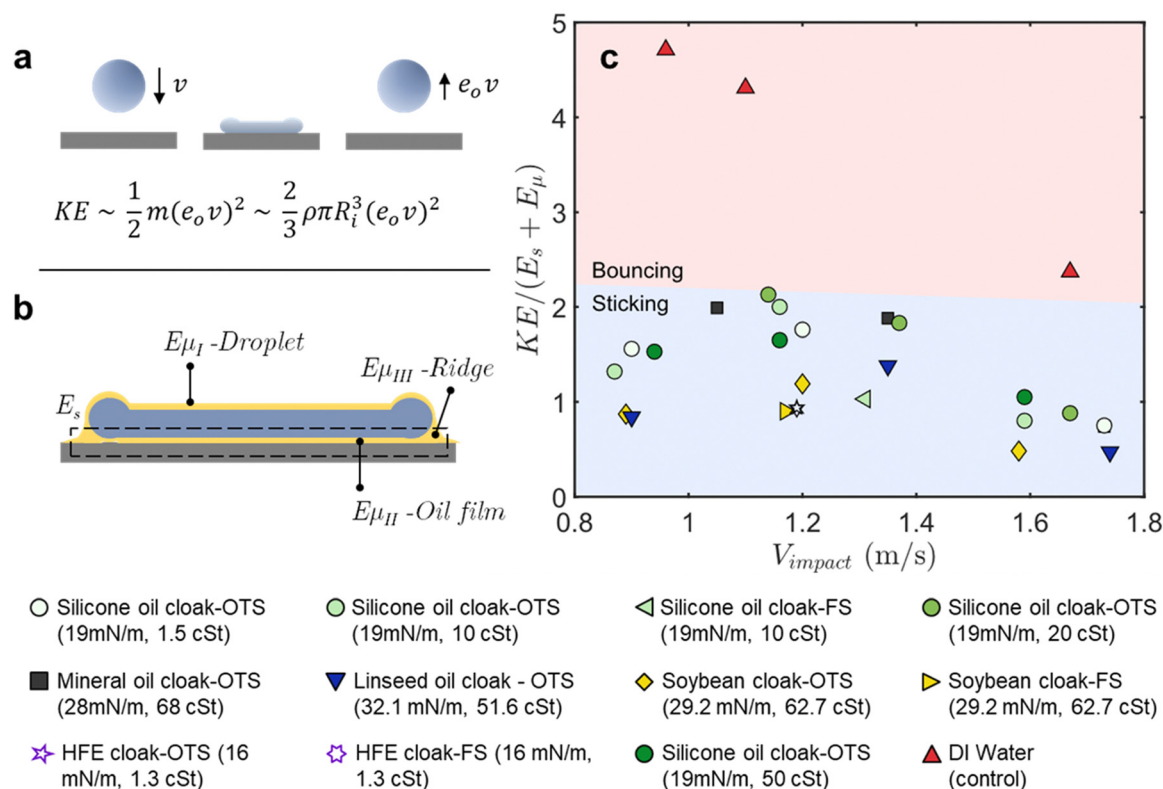 a
v
e₀v
KE ~ 1/2 m(e₀v)² ~ 2/3 ρπR_i³(e₀v)²
b
Eμ_I -Droplet
Eμ_III -Ridge
E_s
Eμ_II -Oil film
c
5
4
3
2
1
0
KE/(E_s + E_μ)
Bouncing
Sticking
0.8 1 1.2 1.4 1.6 1.8
V_impact (m/s)
Silicone oil cloak-OTS
(19mN/m, 1.5 cSt)
Silicone oil cloak-OTS
(19mN/m, 10 cSt)
Silicone oil cloak-FS
(19mN/m, 10 cSt)
Silicone oil cloak-OTS
(19mN/m, 20 cSt)
Mineral oil cloak-OTS
(28mN/m, 68 cSt)
Linseed oil cloak - OTS
(32.1 mN/m, 51.6 cSt)
Soybean cloak-OTS
(29.2 mN/m, 62.7 cSt)
Soybean cloak-FS
(29.2 mN/m, 62.7 cSt)
HFE cloak-OTS (16
mN/m, 1.3 cSt)
HFE cloak-FS (16 mN/m,
1.3 cSt)
Silicone oil cloak-OTS
(19mN/m, 50 cSt)
DI Water
(control)